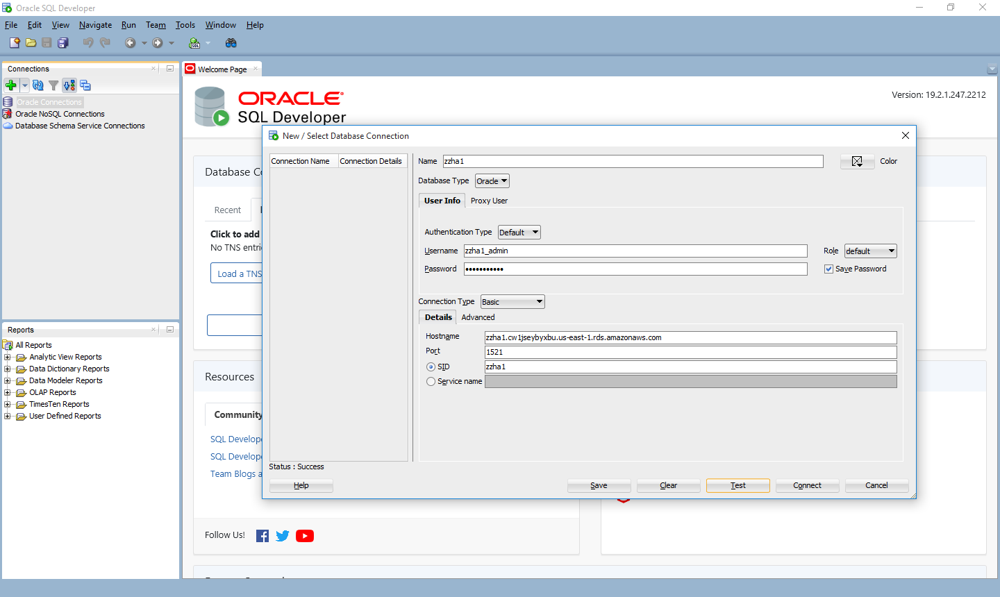 Oracle SQL Developer
File Edit View Navigate Run Team Tools Window Help
SQL
Connections
Oracle Connections
Oracle NoSQL Connections
Database Schema Service Connections
Reports
All Reports
Analytic View Reports
Data Dictionary Reports
Data Modeler Reports
OLAP Reports
TimesTen Reports
User Defined Reports
Welcome Page
ORACLE
SQL Developer
Version: 19.2.1.247.2212
Recent
Click to add
Load a TNS
Resources
Community
Team Blogs
Follow Us!
New / Select Database Connection
Connection Name Connection Details
Name zzha1 Color
Database Type Oracle
User Info Proxy User
Authentication Type Default
Username zzha1_admin Role default
Password ••••••••••• Save Password
Connection Type Basic
Details Advanced
Hostname zzha1.cw1jseybyxbu.us-east-1.rds.amazonaws.com
Port 1521
SID zzha1
Service name
Status : Success
Help Save Clear Test Connect Cancel
Database
No TNS
SQL
SQL